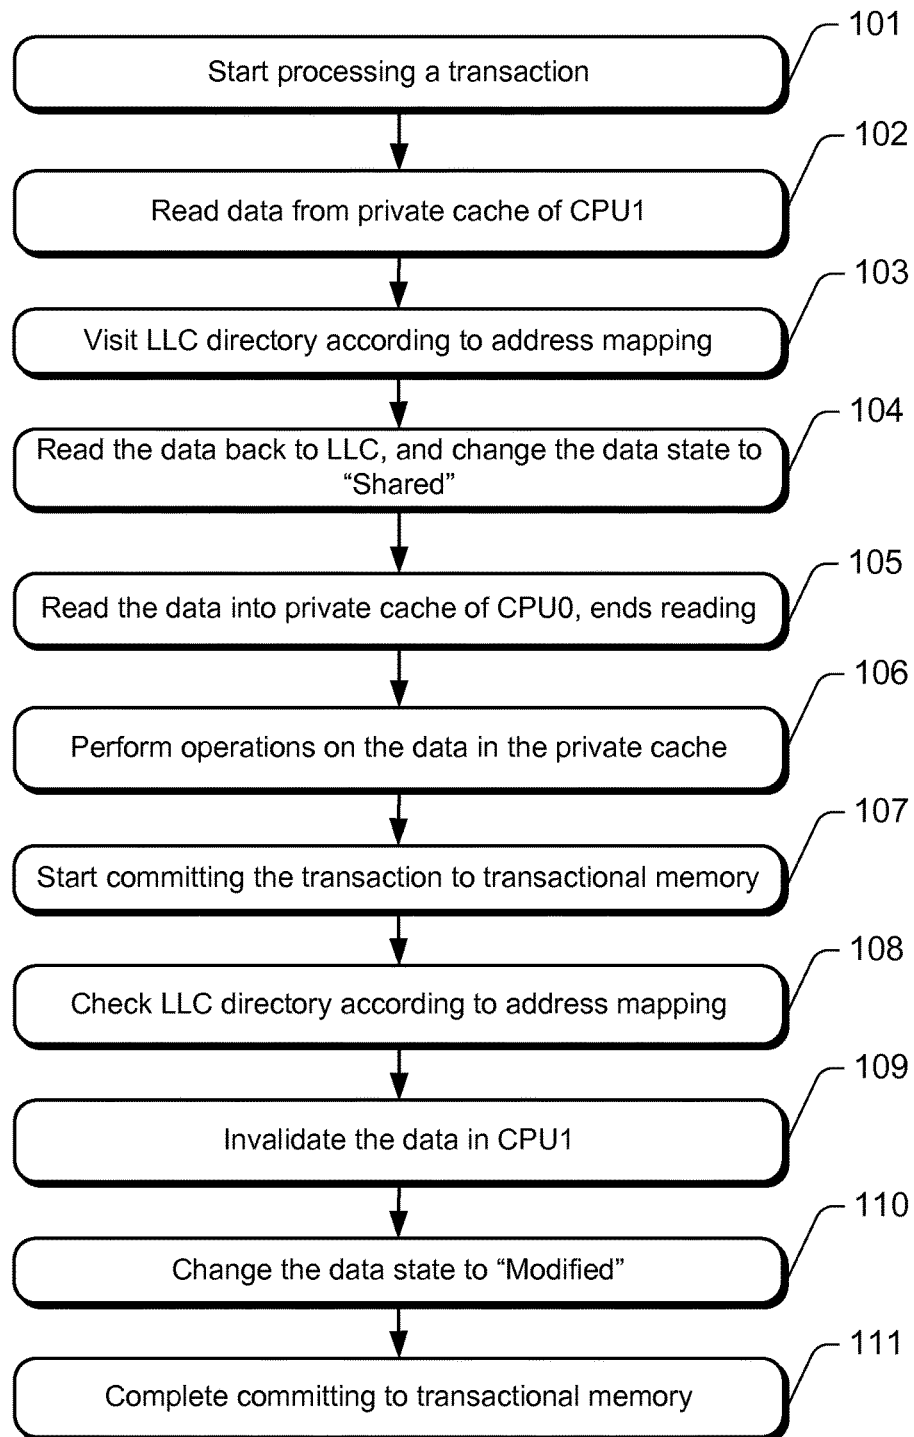 101
Start processing a transaction
102
Read data from private cache of CPU1
103
Visit LLC directory according to address mapping
104
Read the data back to LLC, and change the data state to
“Shared”
105
Read the data into private cache of CPU0, ends reading
106
Perform operations on the data in the private cache
107
Start committing the transaction to transactional memory
108
Check LLC directory according to address mapping
109
Invalidate the data in CPU1
110
Change the data state to “Modified”
111
Complete committing to transactional memory